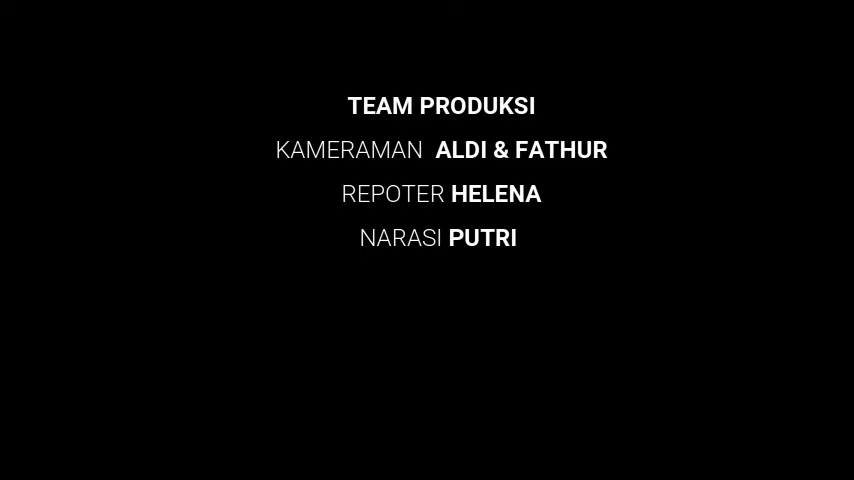 TEAM PRODUKSI
KAMERAMAN ALDI & FATHUR
REPOTER HELENA
NARASI PUTRI